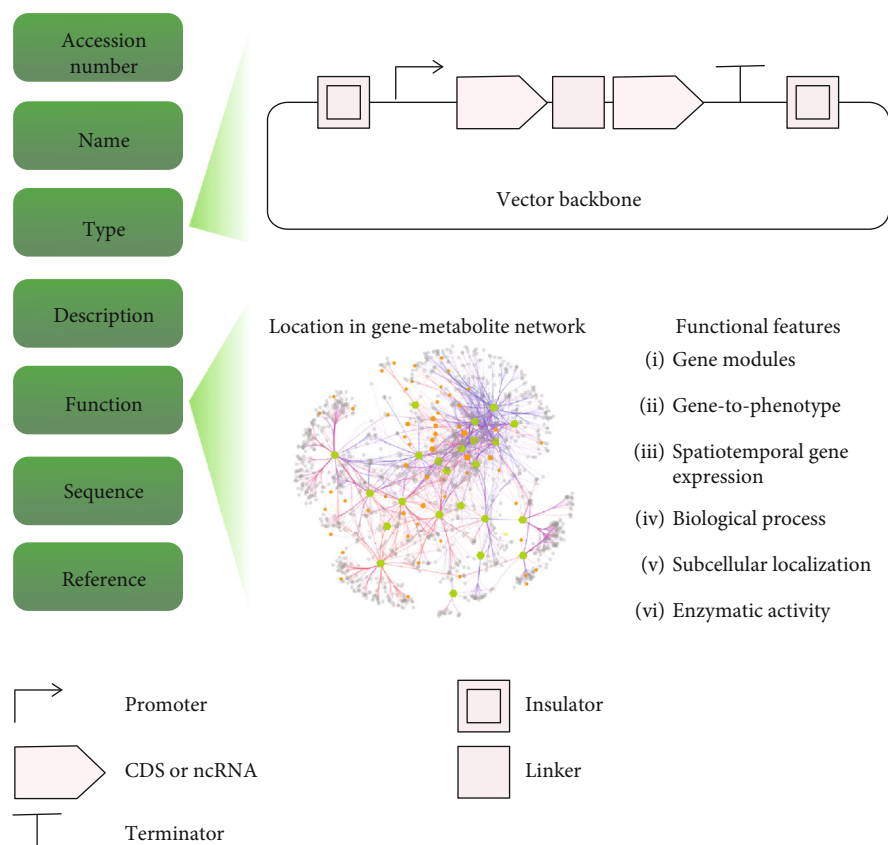 Accession
number
Name
Type
Description
Function
Sequence
Reference
Vector backbone
Location in gene-metabolite network
Functional features
(i) Gene modules
(ii) Gene-to-phenotype
(iii) Spatiotemporal gene
expression
(iv) Biological process
(v) Subcellular localization
(vi) Enzymatic activity
Promoter
CDS or ncRNA
Terminator
Insulator
Linker